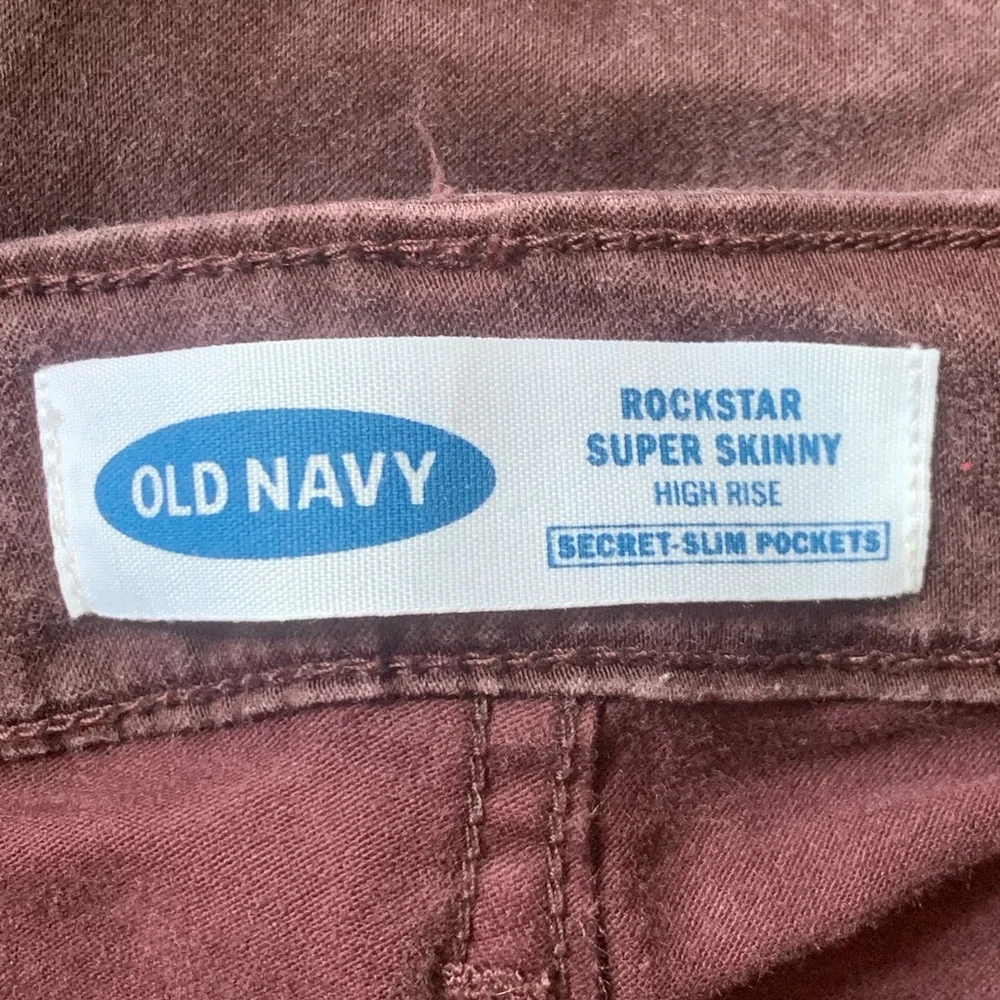 OLD NAVY
ROCKSTAR
SUPER SKINNY
HIGH RISE
SECRET-SLIM POCKETS